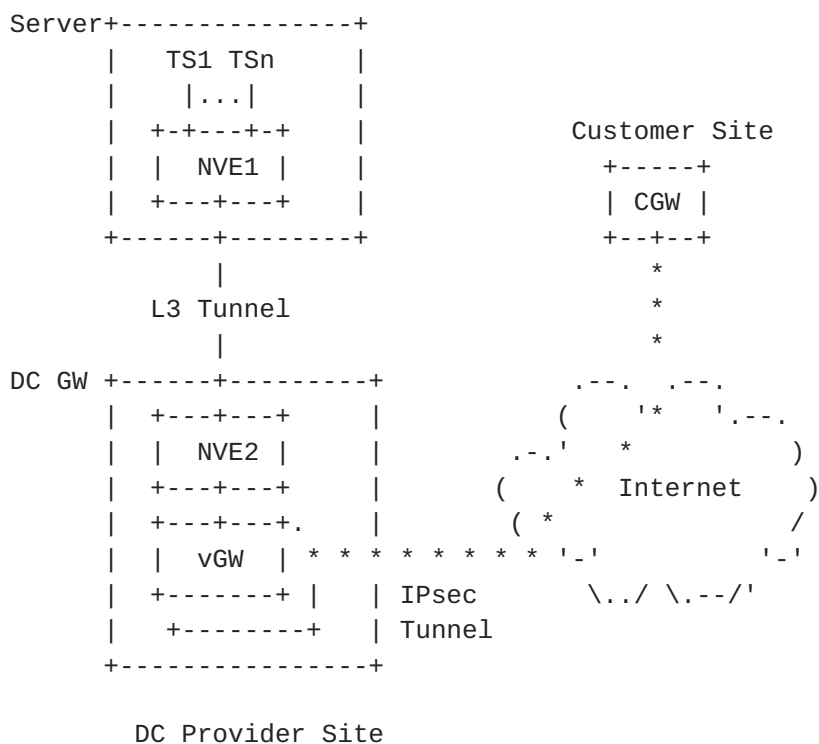 Server
TS1 TSn
...
NVE1
Customer Site
CGW
L3 Tunnel
DC GW
NVE2
Internet
vGW
IPsec
Tunnel
DC Provider Site